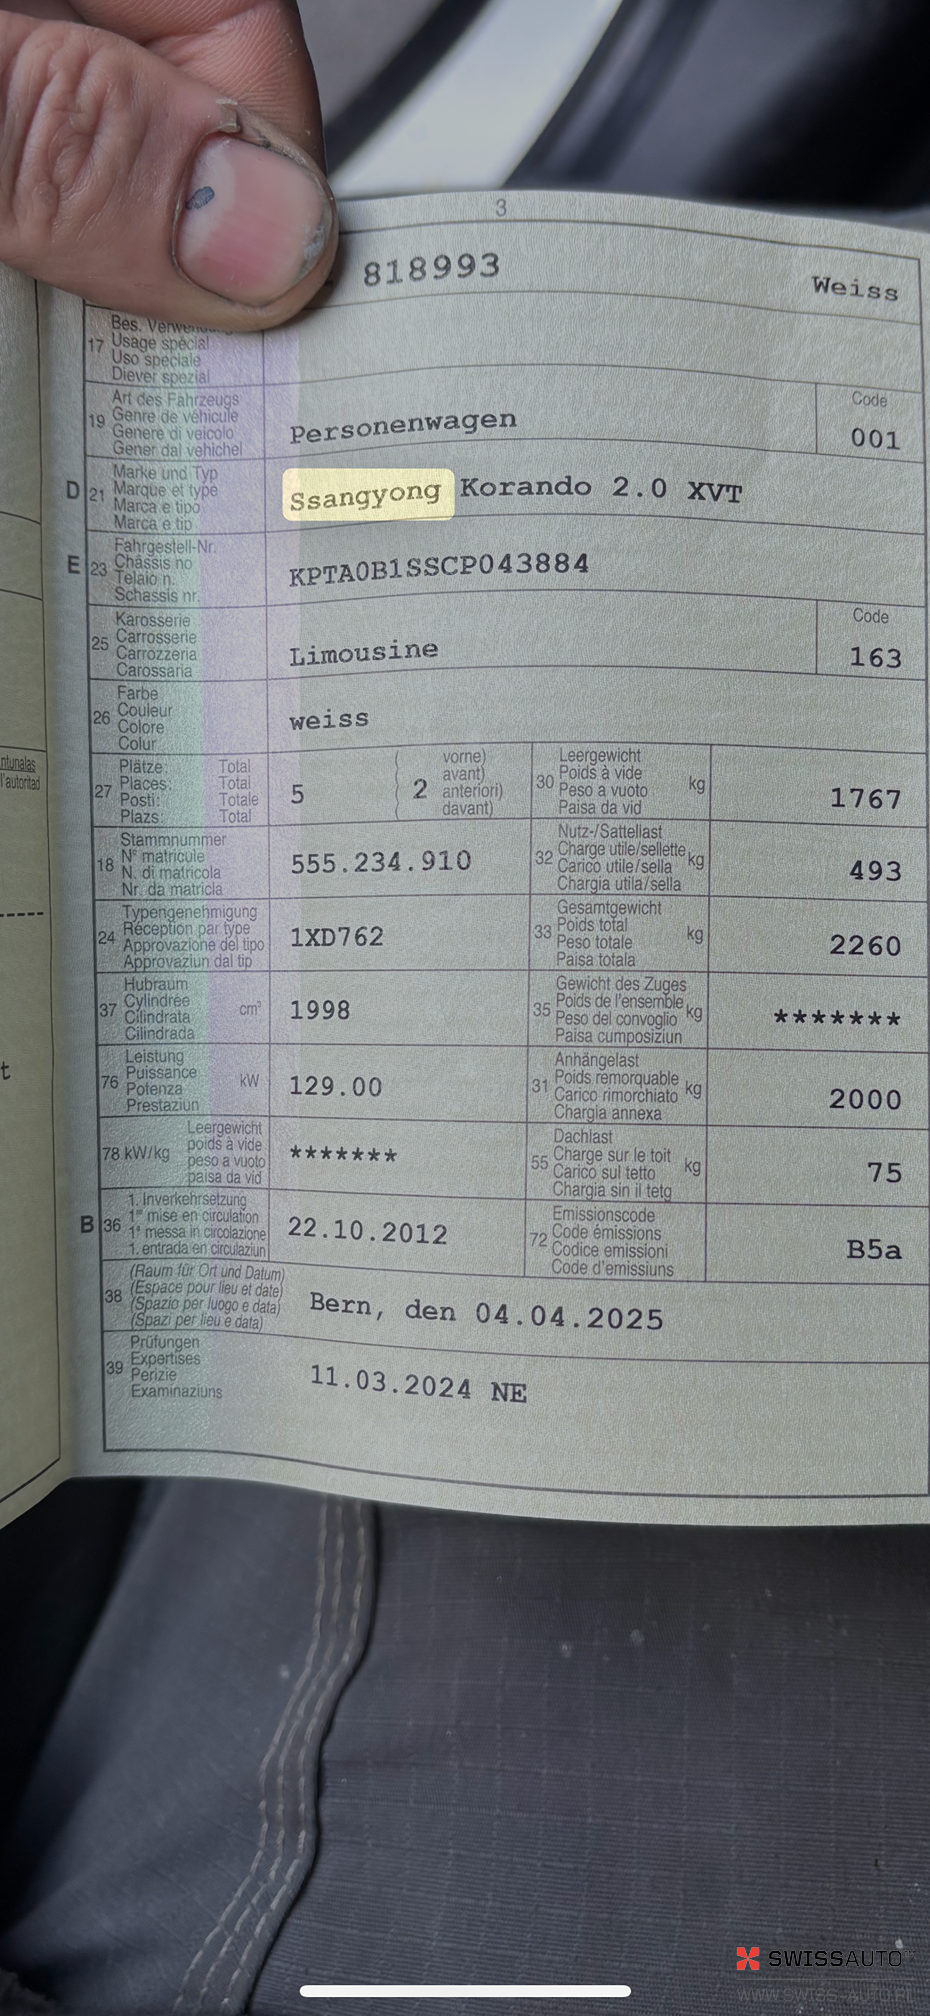 3
818993 Weiss
Bes. Verwendung
17 Usage spécial
Uso speciale
Diever spezial
Art des Fahrzeugs Code
19 Genre de véhicule
Genere di veicolo Personenwagen 001
Gener dal vehichel
Marke und Typ
D 21 Marque et type Ssangyong Korando 2.0 XVT
Marca e tipo
Marca e tip
Fahrgestell-Nr.
E 23 Châssis no KPTA0B1SSCP043884
Telaio n.
Schassis nr.
Karosserie Code
25 Carrosserie
Carrozzeria Limousine 163
Carossaria
Farbe
26 Couleur weiss
Colore
Colur
Plätze: Total vorne) Leergewicht
27 Places: Total 5 ( 2 avant) 30 Poids à vide kg 1767
Posti: Totale anteriori) Peso a vuoto
Plazs: Total davant) Paisa da vid
Stammnummer Nutz-/Sattellast
18 N° matricule 555.234.910 32 Charge utile/sellette kg 493
N. di matricola Carico utile/sella
Nr. da matricla Chargia utila/sella
Typengenehmigung Gesamtgewicht
24 Réception par type 1XD762 33 Poids total kg 2260
Approvazione del tipo Peso totale
Approvaziun dal tip Paisa totala
Hubraum Gewicht des Zuges
37 Cylindrée cm³ 1998 35 Poids de l'ensemble kg *******
Cilindrata Peso del convoglio
Cilindrada Paisa cumposiziun
Leistung Anhängelast
76 Puissance kW 129.00 31 Poids remorquable kg 2000
Potenza Carico rimorchiato
Prestaziun Chargia annexa
Leergewicht Dachlast
78 kW/kg poids à vide ******* 55 Charge sur le toit kg 75
peso a vuoto Carico sul tetto
paisa da vid Chargia sin il tetg
1. Inverkehrsetzung Emissionscode
B 36 1re mise en circulation 22.10.2012 72 Code émissions B5a
1a messa in circolazione Codice emissioni
1. entrada en circulaziun Code d'emissiuns
(Raum für Ort und Datum)
38 (Espace pour lieu et date) Bern, den 04.04.2025
(Spazio per luogo e data)
(Spazi per lieu e data)
Prüfungen
39 Expertises 11.03.2024 NE
Perizie
Examinaziuns
SWISSAUTO